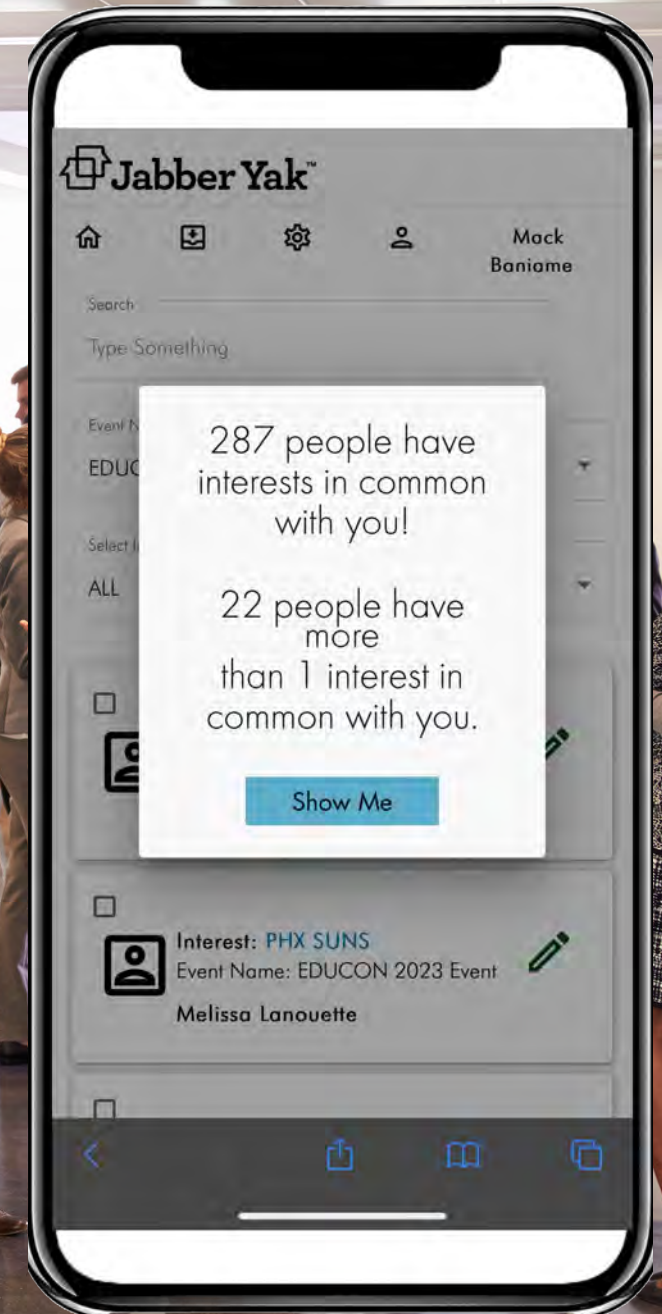 Jabber Yak™
Mack
Baniame
Search
Type Something
Event N
EDUC
Select I
ALL
287 people have
interests in common
with you!
22 people have
more
than 1 interest in
common with you.
Show Me
Interest: PHX SUNS
Event Name: EDUCON 2023 Event
Melissa Lanouette